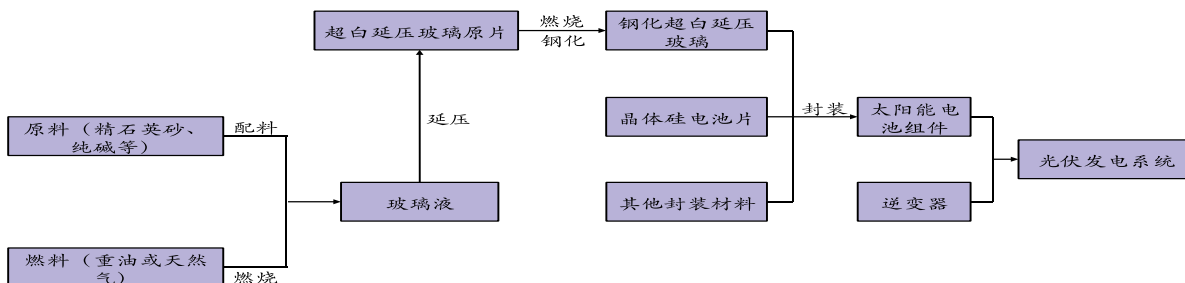 超白延压玻璃原片
燃烧
钢化
钢化超白延压
玻璃
延压
原料（精石英砂、
纯碱等）
配料
晶体硅电池片
封装
太阳能电
池组件
光伏发电系统
玻璃液
其他封装材料
逆变器
燃料（重油或天然
气）
燃烧